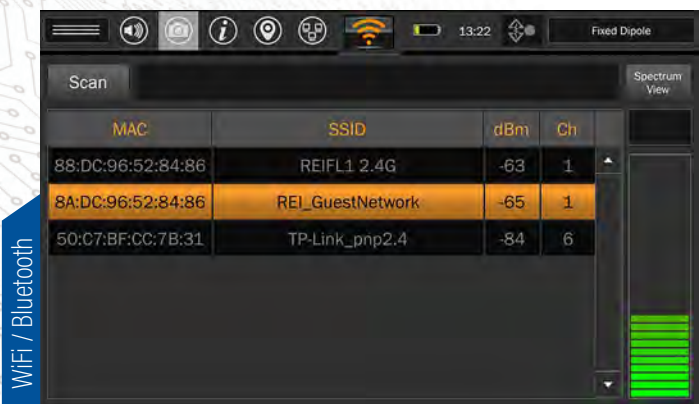 13:22
Fixed Dipole
Scan
Spectrum
View
MAC SSID dBm Ch
88:DC:96:52:84:86 REIFL1 2.4G -63 1
8A:DC:96:52:84:86 REI_GuestNetwork -65 1
50:C7:BF:CC:7B:31 TP-Link_pnp2.4 -84 6
WiFi / Bluetooth